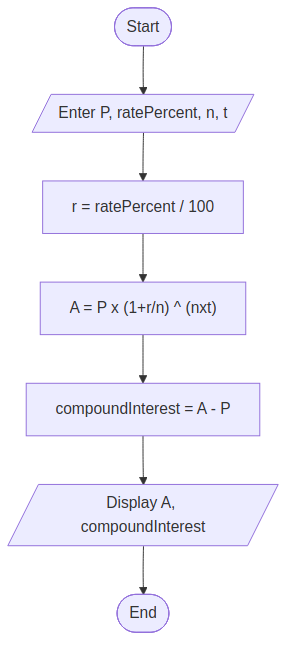 Start
Enter P, ratePercent, n, t
r = ratePercent / 100
A = P x (1+r/n) ^ (nxt)
compoundInterest = A - P
Display A,
compoundInterest
End